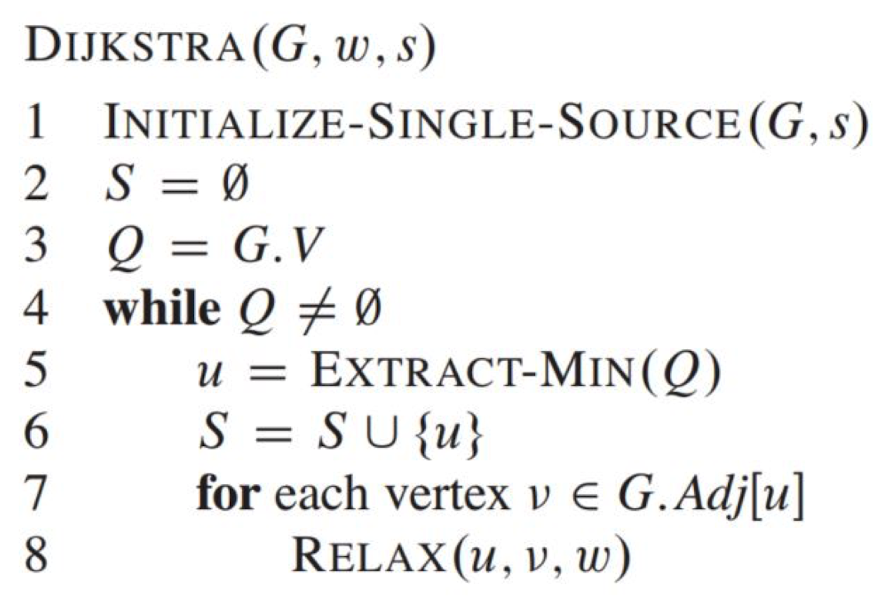 DIJKSTRA(G, w, s)
1 INITIALIZE-SINGLE-SOURCE(G, s)
2 S = ∅
3 Q = G.V
4 while Q ≠ ∅
5 u = EXTRACT-MIN(Q)
6 S = S ∪ {u}
7 for each vertex v ∈ G.Adj[u]
8 RELAX(u, v, w)